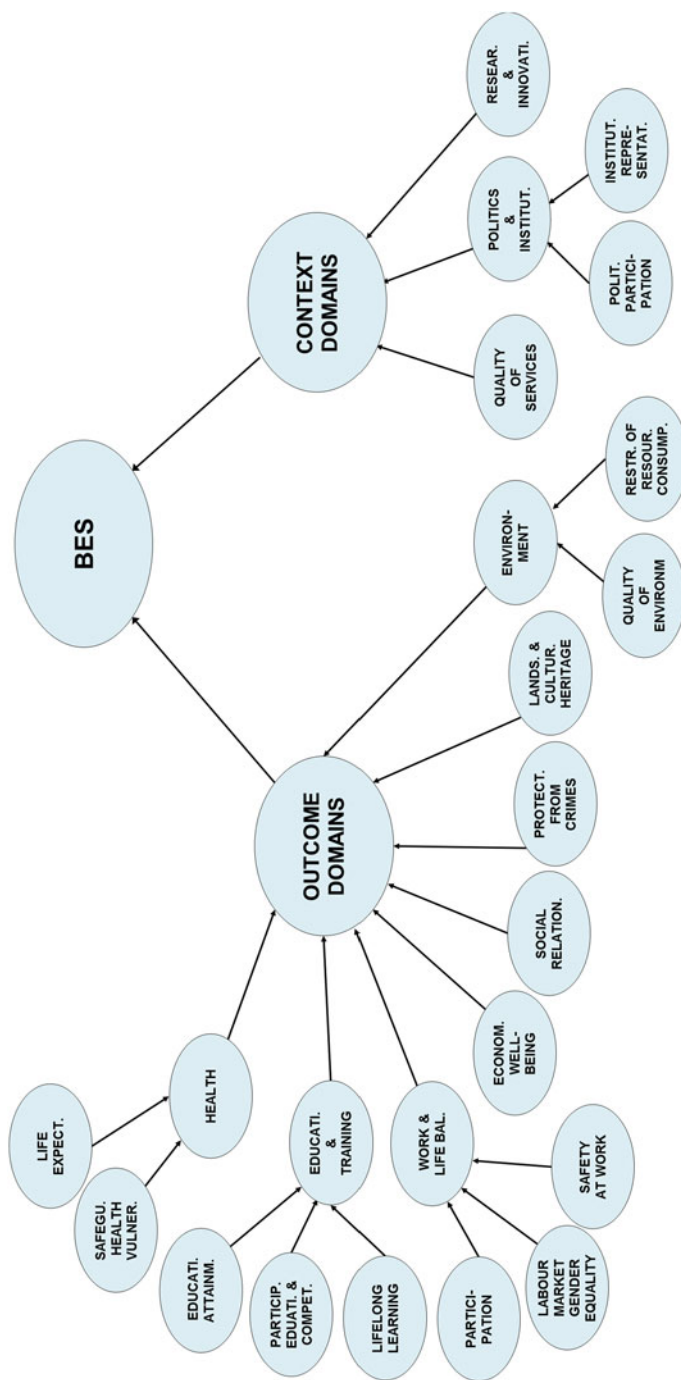 BES
OUTCOME
DOMAINS
CONTEXT
DOMAINS
LIFE
EXPECT.
SAFEGU.
HEALTH
VULNER.
HEALTH
EDUCATI.
ATTAINM.
PARTICIP.
EDUATI. &
COMPET.
LIFELONG
LEARNING
EDUCATI.
&
TRAINING
PARTICI-
PATION
LABOUR
MARKET
GENDER
EQUALITY
SAFETY
AT WORK
WORK &
LIFE BAL.
ECONOM.
WELL-
BEING
SOCIAL
RELATION.
PROTECT.
FROM
CRIMES
LANDS. &
CULTUR.
HERITAGE
ENVIRON-
MENT
QUALITY
OF
ENVIRONM
RESTR. OF
RESOUR.
CONSUMP.
QUALITY
OF
SERVICES
POLITICS
&
INSTITUT.
POLIT.
PARTICI-
PATION
INSTITUT.
REPRE-
SENTAT.
RESEAR.
&
INNOVATI.